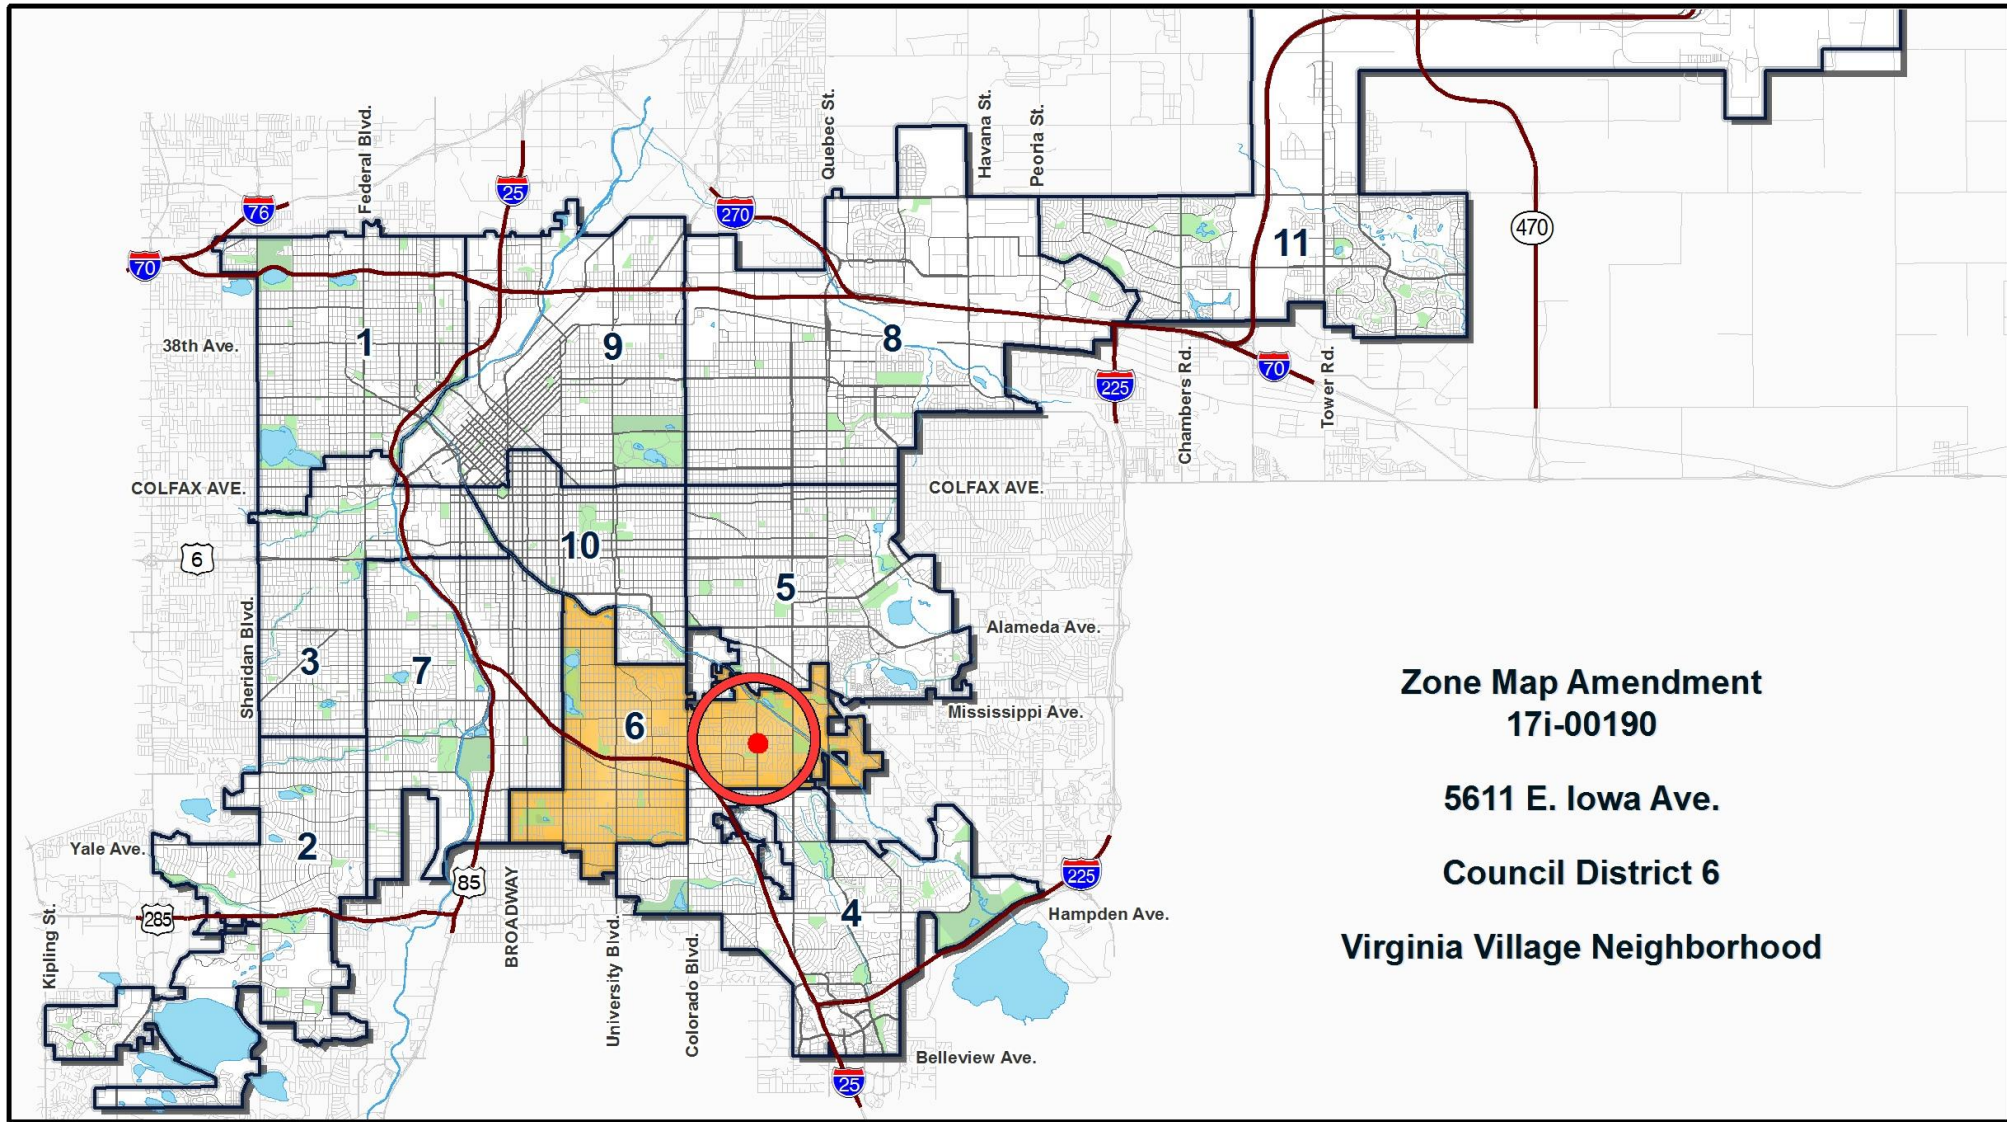 Federal Blvd.
Quebec St.
Havana St.
Peoria St.
25
76
270
470
70
11
38th Ave.
1
9
8
70
225
Chambers Rd.
Tower Rd.
COLFAX AVE.
COLFAX AVE.
6
10
5
Sheridan Blvd.
Alameda Ave.
3
7
6
Mississippi Ave.
Zone Map Amendment
17i-00190
5611 E. Iowa Ave.
Council District 6
Virginia Village Neighborhood
Yale Ave.
2
85
BROADWAY
225
285
4
Hampden Ave.
Kipling St.
University Blvd.
Colorado Blvd.
Belleview Ave.
25